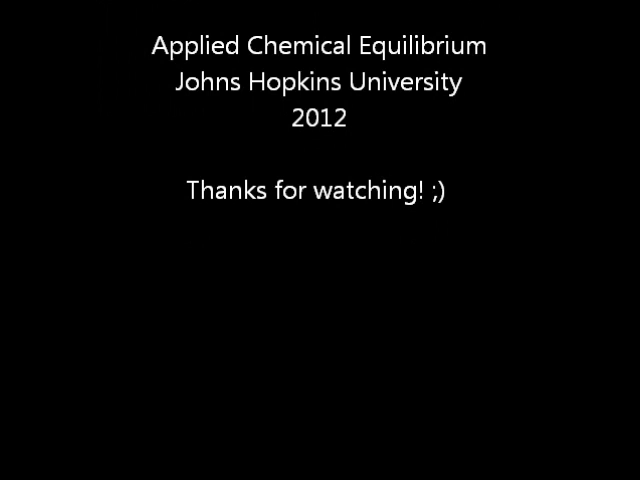 Applied Chemical Equilibrium
Johns Hopkins University
2012
Thanks for watching! ;)